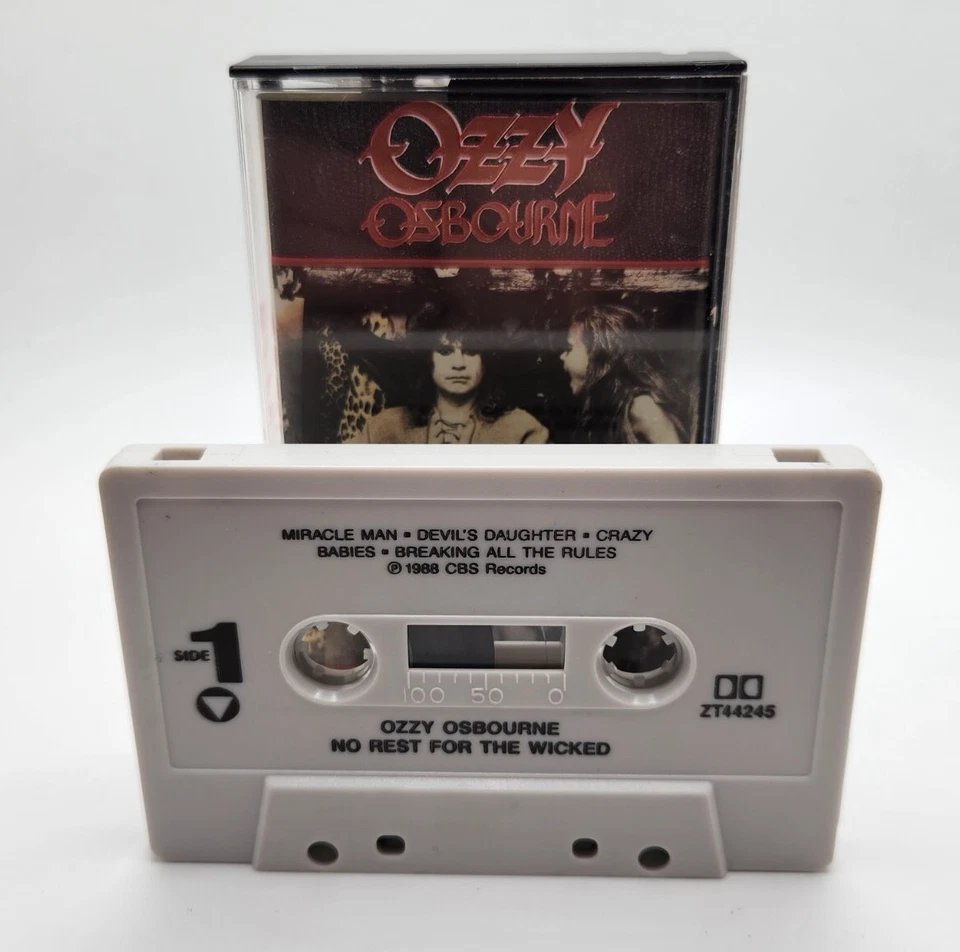 OZZY
OSBOURNE
MIRACLE MAN ▪ DEVIL'S DAUGHTER ▪ CRAZY
BABIES ▪ BREAKING ALL THE RULES
℗ 1988 CBS Records
SIDE 1
100 50 0
ZT44245
OZZY OSBOURNE
NO REST FOR THE WICKED